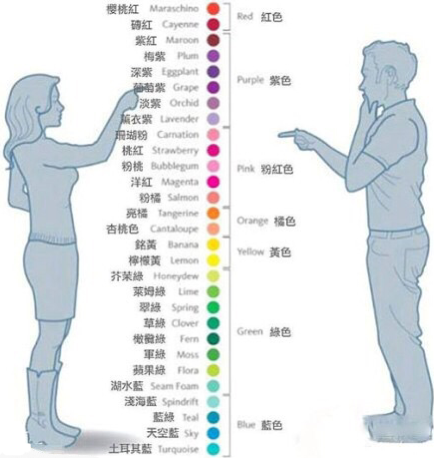 櫻桃紅 Maraschino
磚紅 Cayenne
Red 紅色
紫紅 Maroon
梅紫 Plum
深紫 Eggplant
葡萄紫 Grape
Purple 紫色
淡紫 Orchid
薰衣紫 Lavender
珊瑚粉 Carnation
桃紅 Strawberry
粉桃 Bubblegum
Pink 粉紅色
洋紅 Magenta
粉橘 Salmon
亮橘 Tangerine
Orange 橘色
杏桃色 Cantaloupe
銘黃 Banana
Yellow 黃色
檸檬黃 Lemon
芥茉綠 Honeydew
萊姆綠 Lime
翠綠 Spring
草綠 Clover
Green 綠色
橄欖綠 Fern
軍綠 Moss
蘋果綠 Flora
湖水藍 Seam Foam
淺海藍 Spindrift
藍綠 Teal
Blue 藍色
天空藍 Sky
土耳其藍 Turquoise